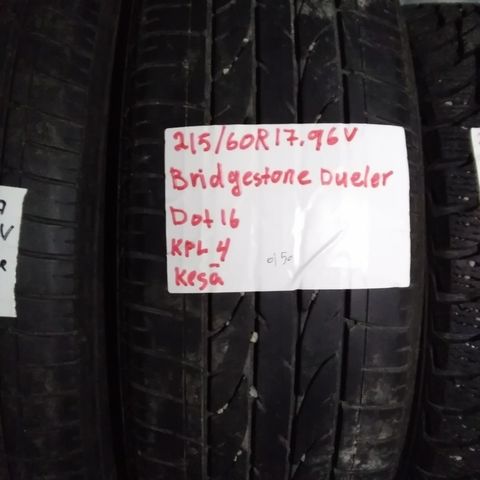 215/60R17.96V
Bridgestone Dueler
Dot 16
KPL 4
Kesä